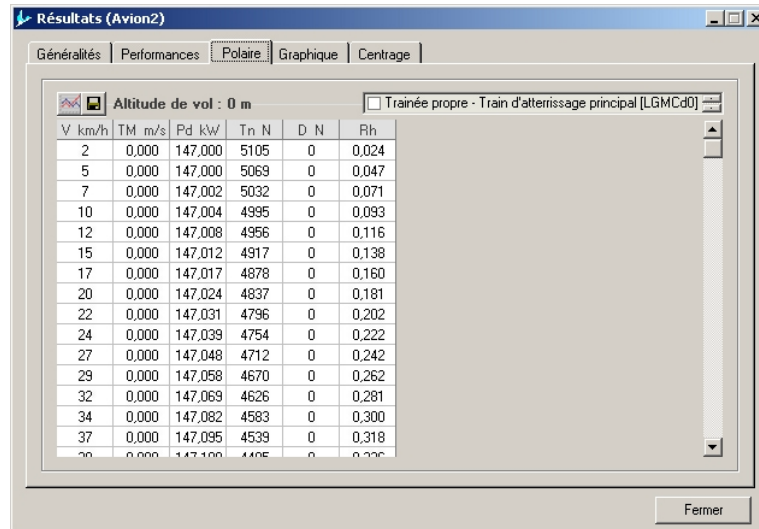 Résultats (Avion2)
Généralités Performances Polaire Graphique Centrage
Altitude de vol : 0 m Trainée propre - Train d'atterrissage principal [LGMCd0]
V km/h TM m/s Pd kW Tn N D N Rh
2 0,000 147,000 5105 0 0,024
5 0,000 147,000 5069 0 0,047
7 0,000 147,002 5032 0 0,071
10 0,000 147,004 4995 0 0,093
12 0,000 147,008 4956 0 0,116
15 0,000 147,012 4917 0 0,138
17 0,000 147,017 4878 0 0,160
20 0,000 147,024 4837 0 0,181
22 0,000 147,031 4796 0 0,202
24 0,000 147,039 4754 0 0,222
27 0,000 147,048 4712 0 0,242
29 0,000 147,058 4670 0 0,262
32 0,000 147,069 4626 0 0,281
34 0,000 147,082 4583 0 0,300
37 0,000 147,095 4539 0 0,318
Fermer